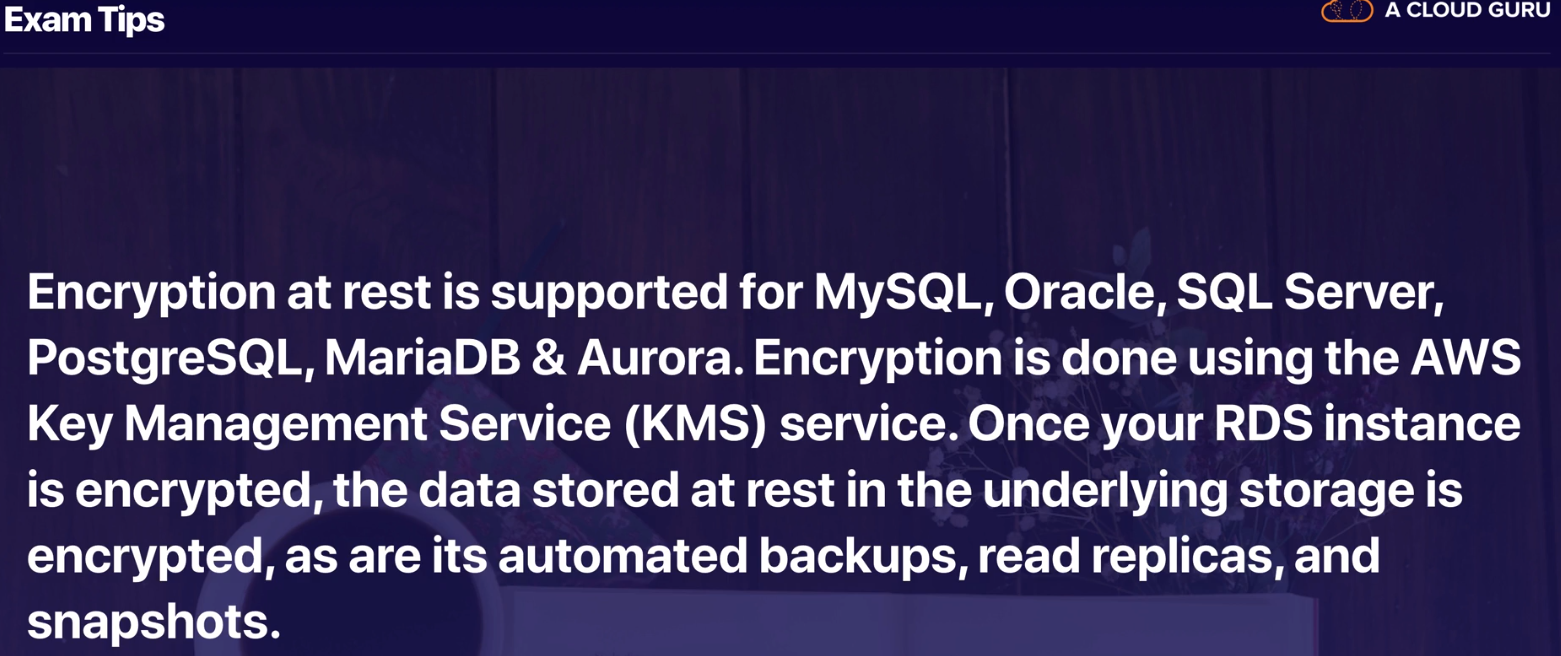 Exam Tips
A CLOUD GURU
Encryption at rest is supported for MySQL, Oracle, SQL Server,
PostgreSQL, MariaDB & Aurora. Encryption is done using the AWS
Key Management Service (KMS) service. Once your RDS instance
is encrypted, the data stored at rest in the underlying storage is
encrypted, as are its automated backups, read replicas, and
snapshots.